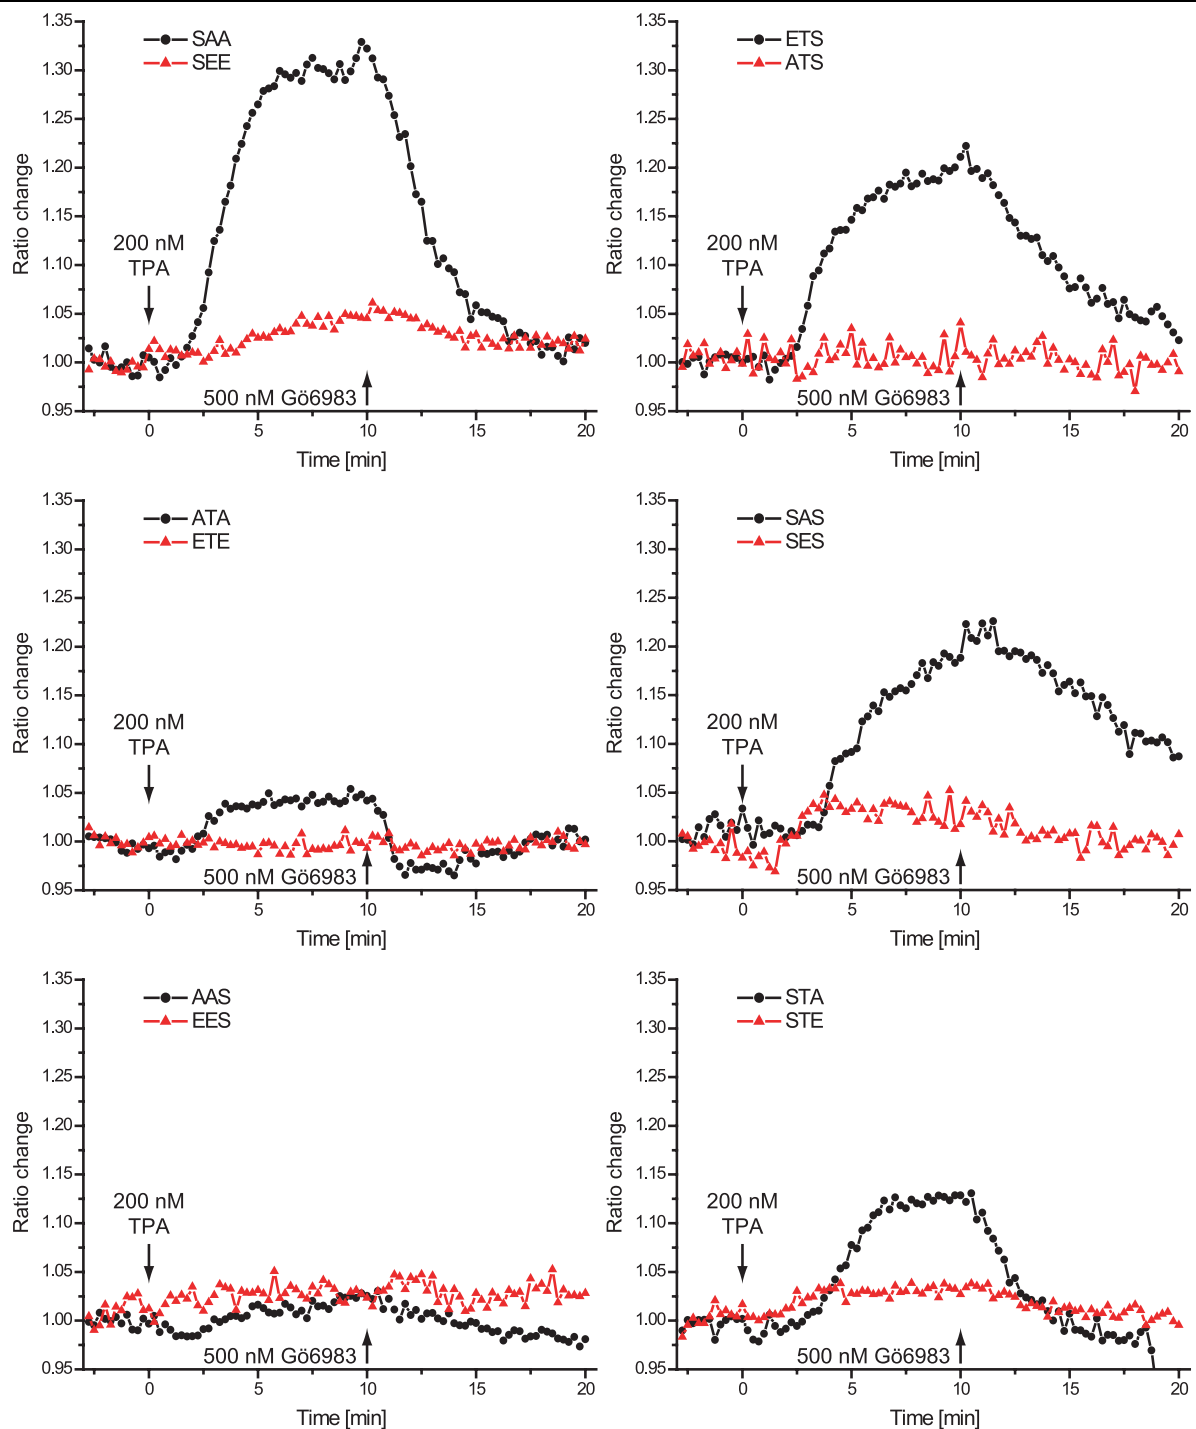 1.35
1.30
1.25
1.20
1.15
1.10
1.05
1.00
0.95
Ratio change
SAA
SEE
200 nM
TPA
500 nM Gö6983
0 5 10 15 20
Time [min]
1.35
1.30
1.25
1.20
1.15
1.10
1.05
1.00
0.95
Ratio change
ETS
ATS
200 nM
TPA
500 nM Gö6983
0 5 10 15 20
Time [min]
1.35
1.30
1.25
1.20
1.15
1.10
1.05
1.00
0.95
Ratio change
ATA
ETE
200 nM
TPA
500 nM Gö6983
0 5 10 15 20
Time [min]
1.35
1.30
1.25
1.20
1.15
1.10
1.05
1.00
0.95
Ratio change
SAS
SES
200 nM
TPA
500 nM Gö6983
0 5 10 15 20
Time [min]
1.35
1.30
1.25
1.20
1.15
1.10
1.05
1.00
0.95
Ratio change
AAS
EES
200 nM
TPA
500 nM Gö6983
0 5 10 15 20
Time [min]
1.35
1.30
1.25
1.20
1.15
1.10
1.05
1.00
0.95
Ratio change
STA
STE
200 nM
TPA
500 nM Gö6983
0 5 10 15 20
Time [min]